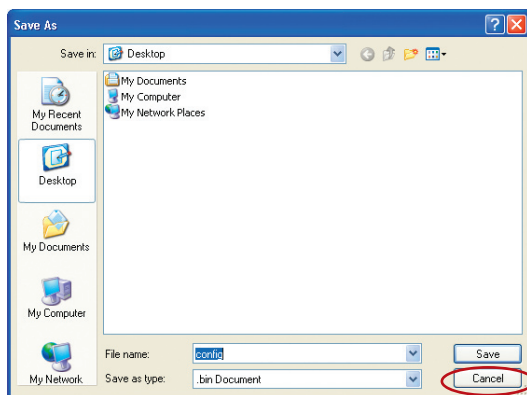 Save As
Save in:
Desktop
My Recent
Documents
Desktop
My Documents
My Computer
My Network
My Documents
My Computer
My Network Places
File name:
config
Save
Save as type:
.bin Document
Cancel